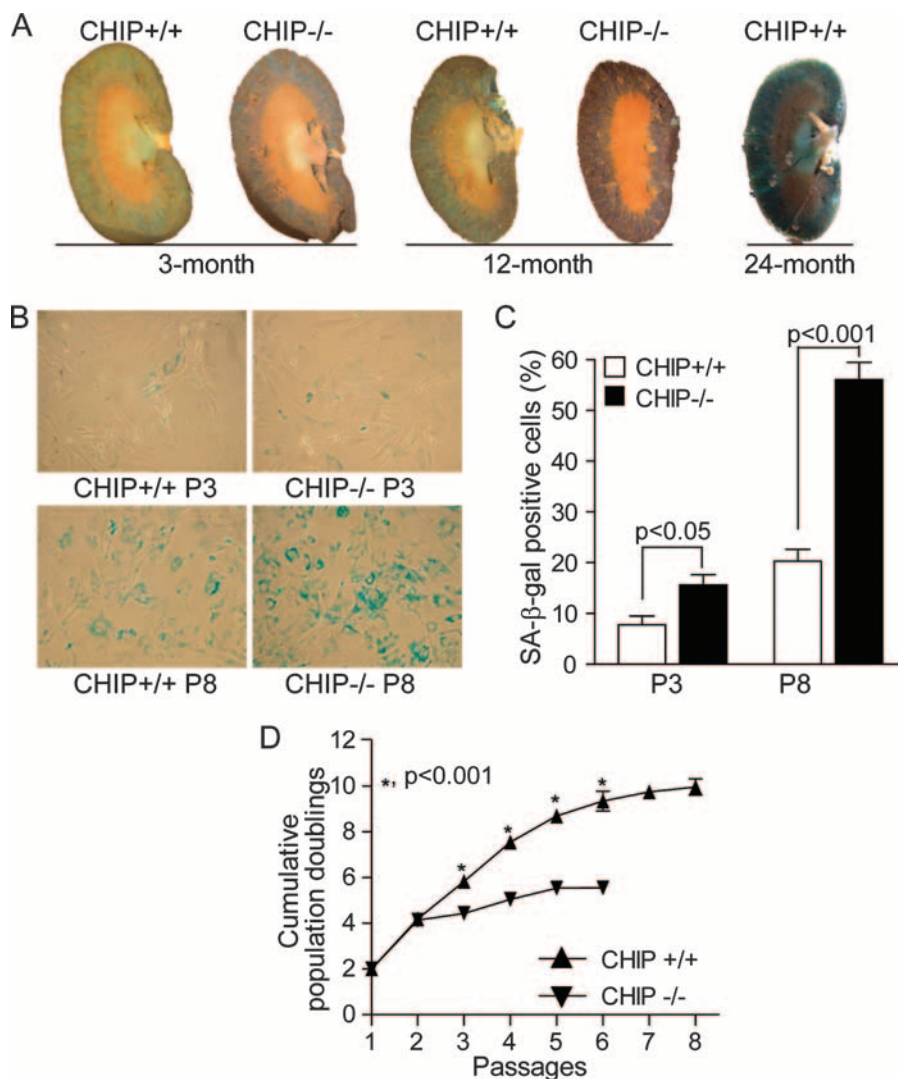 A
CHIP+/+ CHIP-/- CHIP+/+ CHIP-/- CHIP+/+
3-month 12-month 24-month
B
CHIP+/+ P3 CHIP-/- P3
CHIP+/+ P8 CHIP-/- P8
C
SA-β-gal positive cells (%)
60
50
40
30
20
10
0
p<0.001
CHIP+/+
CHIP-/-
p<0.05
P3 P8
D
Cumulative
population doublings
12
10
8
6
4
2
0
*, p<0.001
* * * *
CHIP +/+
CHIP -/-
1 2 3 4 5 6 7 8
Passages